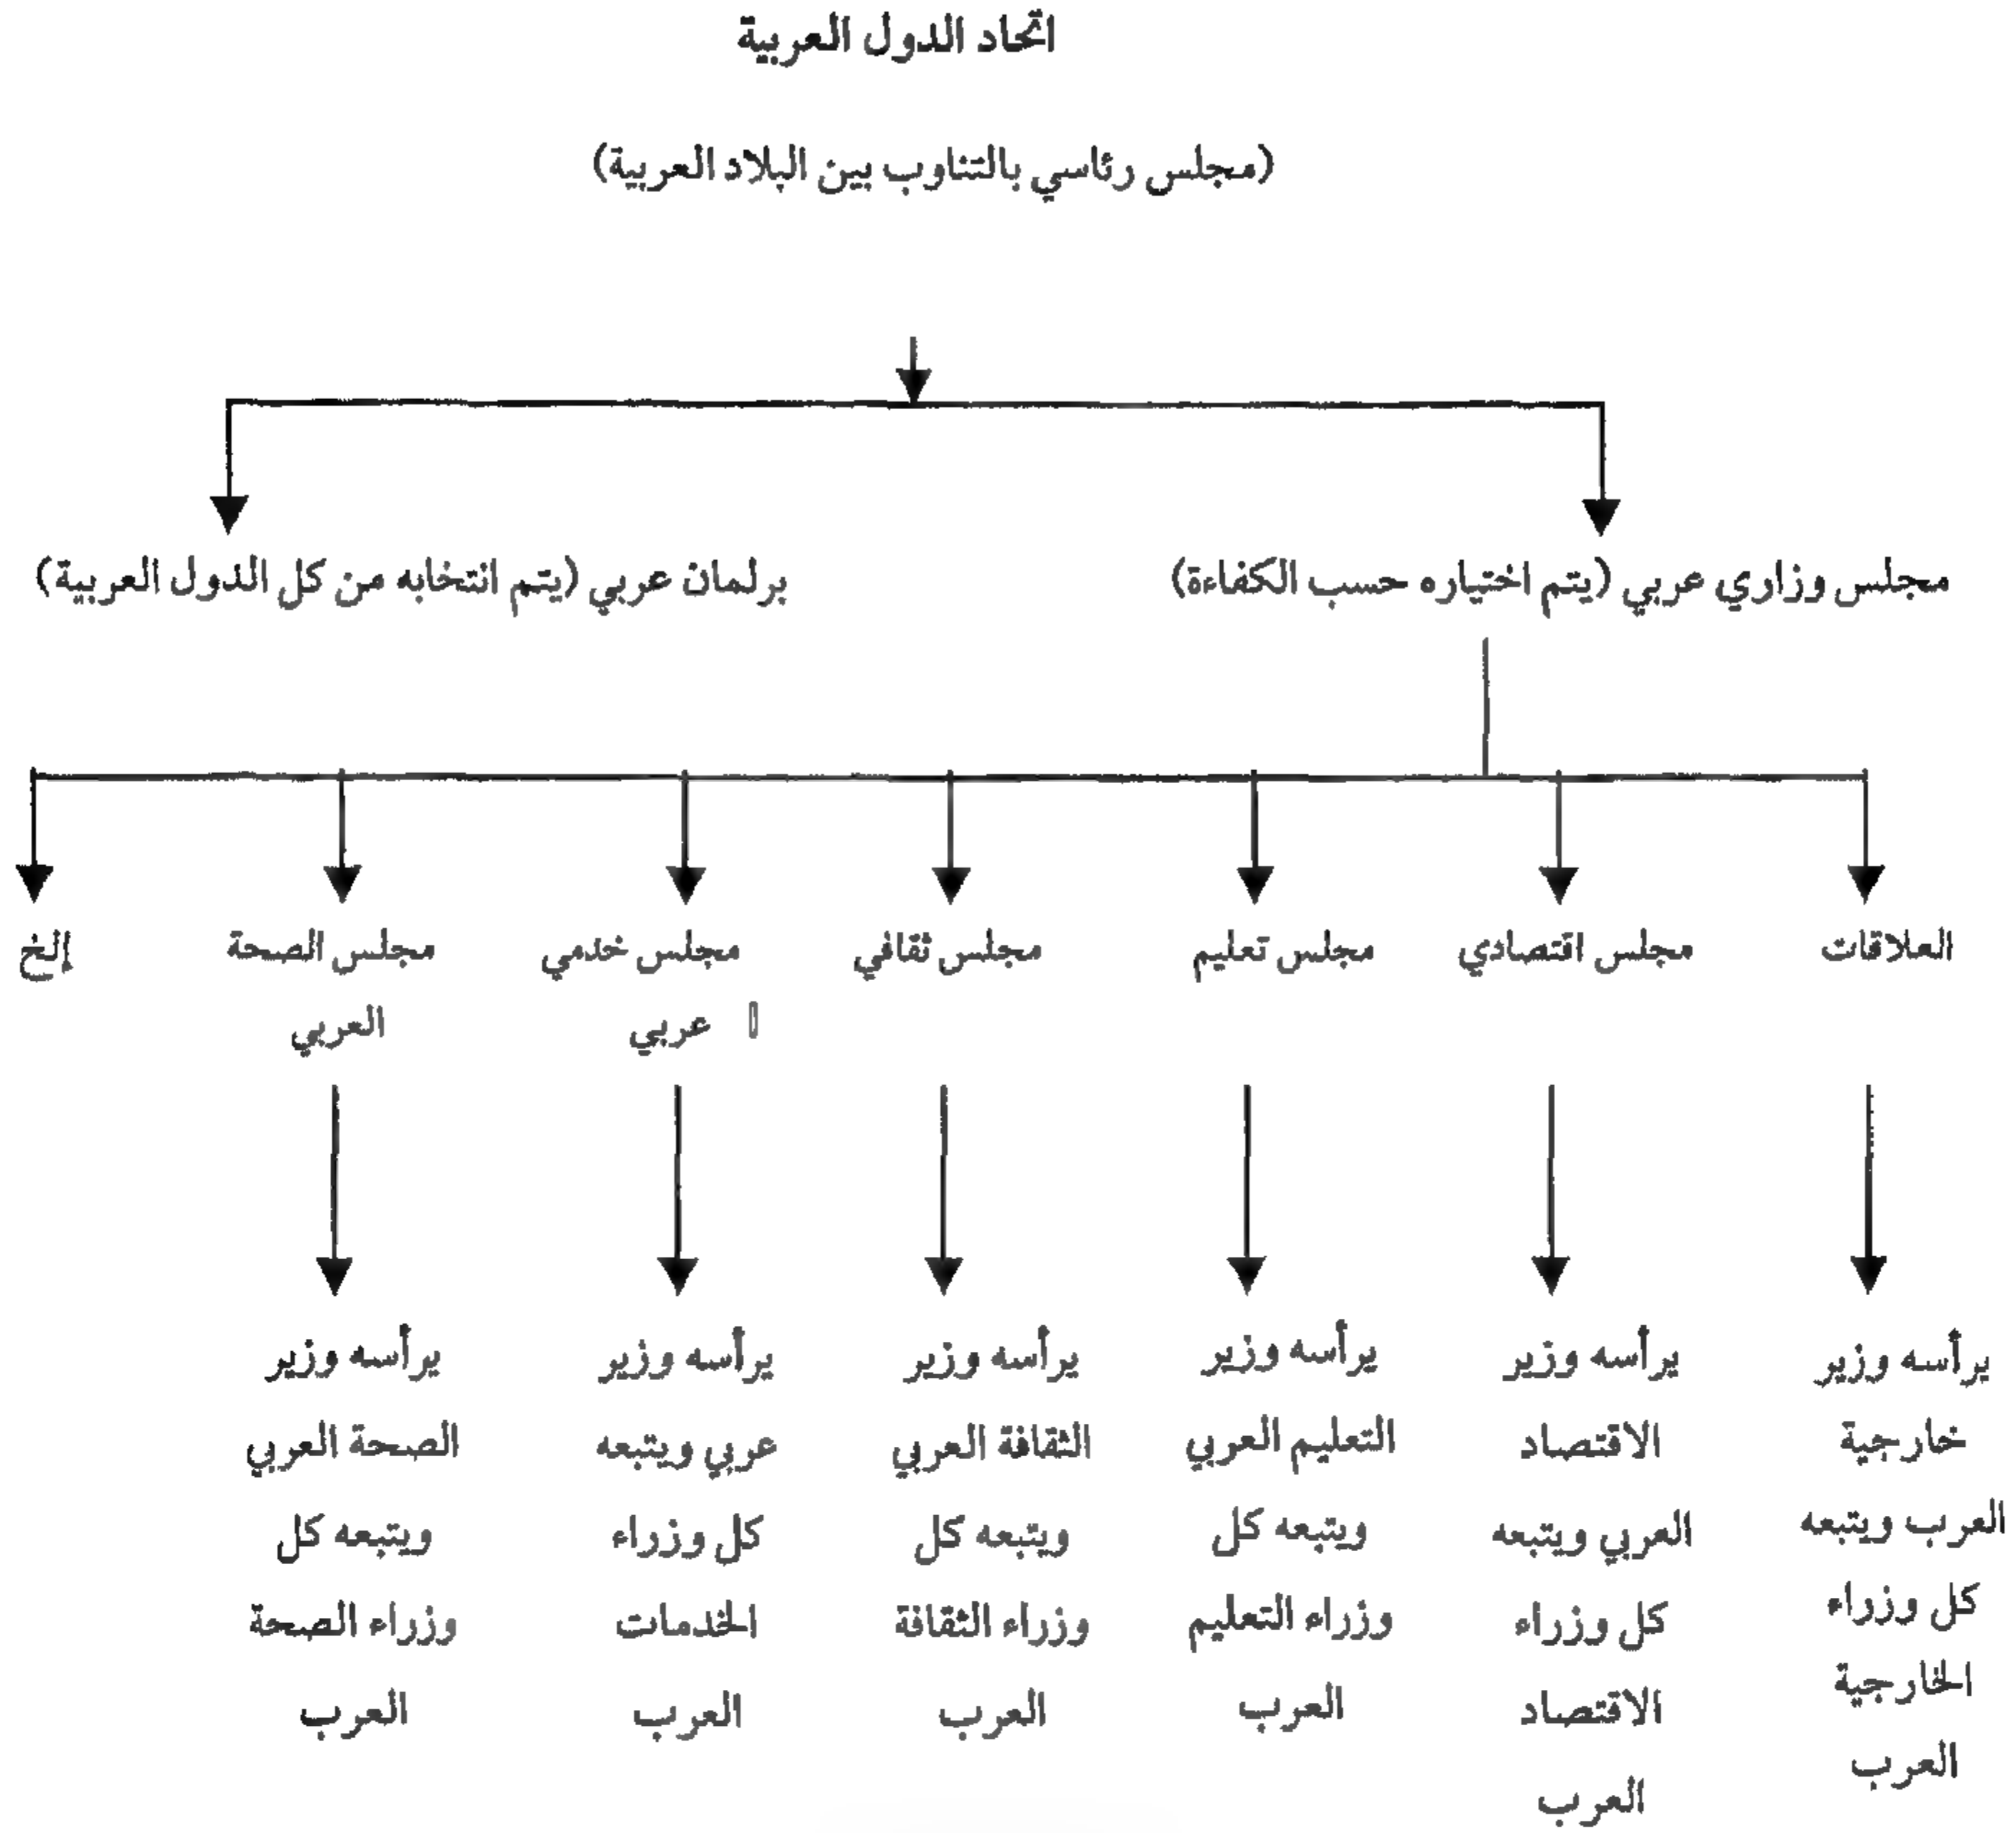 اتحاد الدول العربية
(مجلس رئاسي بالتناوب بين البلاد العربية)
مجلس وزاري عربي (يتم اختياره حسب الكفاءة)
برلمان عربي (يتم انتخابه من كل الدول العربية)
العلاقات
مجلس اقتصادي
مجلس تعليم
مجلس ثقافي
مجلس خدمي
عربي
مجلس الصحة
العربي
إلخ
يرأسه وزير
خارجية
العرب ويتبعه
كل وزراء
الخارجية
العرب
يرأسه وزير
الاقتصاد
العربي ويتبعه
كل وزراء
الاقتصاد
العرب
يرأسه وزير
التعليم العربي
ويتبعه كل
وزراء التعليم
العرب
يرأسه وزير
الثقافة العربي
ويتبعه كل
وزراء الثقافة
العرب
يرأسه وزير
عربي ويتبعه
كل وزراء
الخدمات
العرب
يرأسه وزير
الصحة العربي
ويتبعه كل
وزراء الصحة
العرب